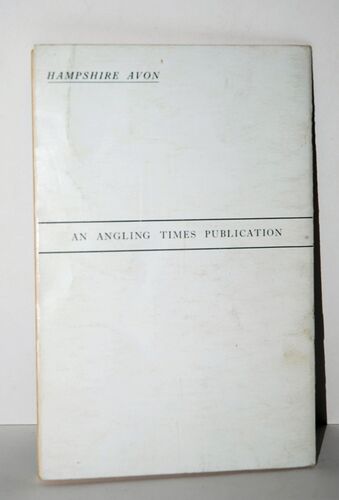 HAMPSHIRE AVON
AN ANGLING TIMES PUBLICATION